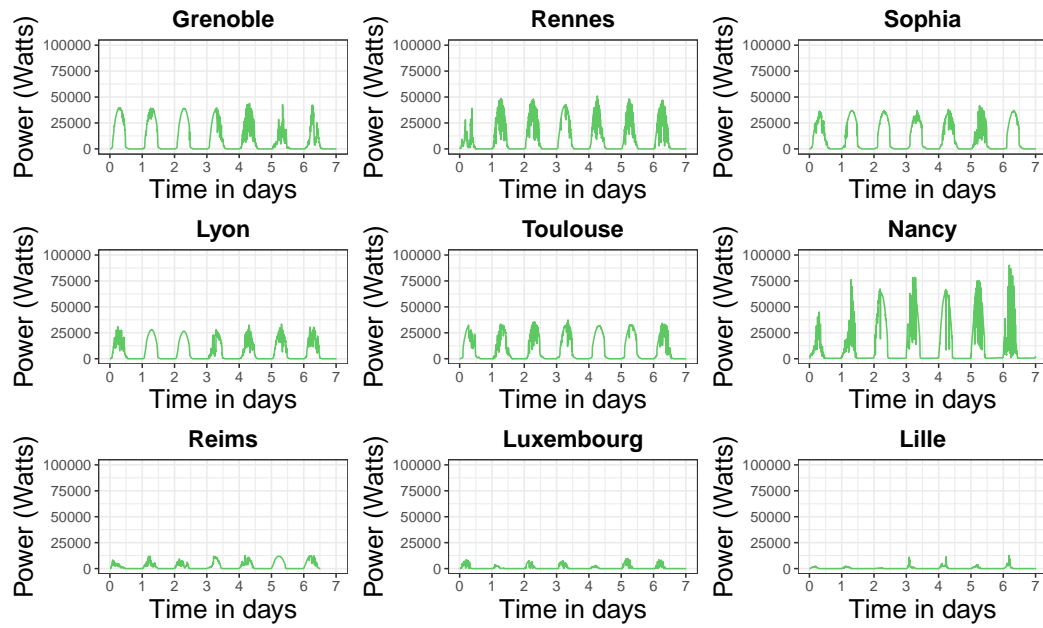 Grenoble
Power (Watts)
100000
75000
50000
25000
0
0 1 2 3 4 5 6 7
Time in days
Rennes
Power (Watts)
100000
75000
50000
25000
0
0 1 2 3 4 5 6 7
Time in days
Sophia
Power (Watts)
100000
75000
50000
25000
0
0 1 2 3 4 5 6 7
Time in days
Lyon
Power (Watts)
100000
75000
50000
25000
0
0 1 2 3 4 5 6 7
Time in days
Toulouse
Power (Watts)
100000
75000
50000
25000
0
0 1 2 3 4 5 6 7
Time in days
Nancy
Power (Watts)
100000
75000
50000
25000
0
0 1 2 3 4 5 6 7
Time in days
Reims
Power (Watts)
100000
75000
50000
25000
0
0 1 2 3 4 5 6 7
Time in days
Luxembourg
Power (Watts)
100000
75000
50000
25000
0
0 1 2 3 4 5 6 7
Time in days
Lille
Power (Watts)
100000
75000
50000
25000
0
0 1 2 3 4 5 6 7
Time in days